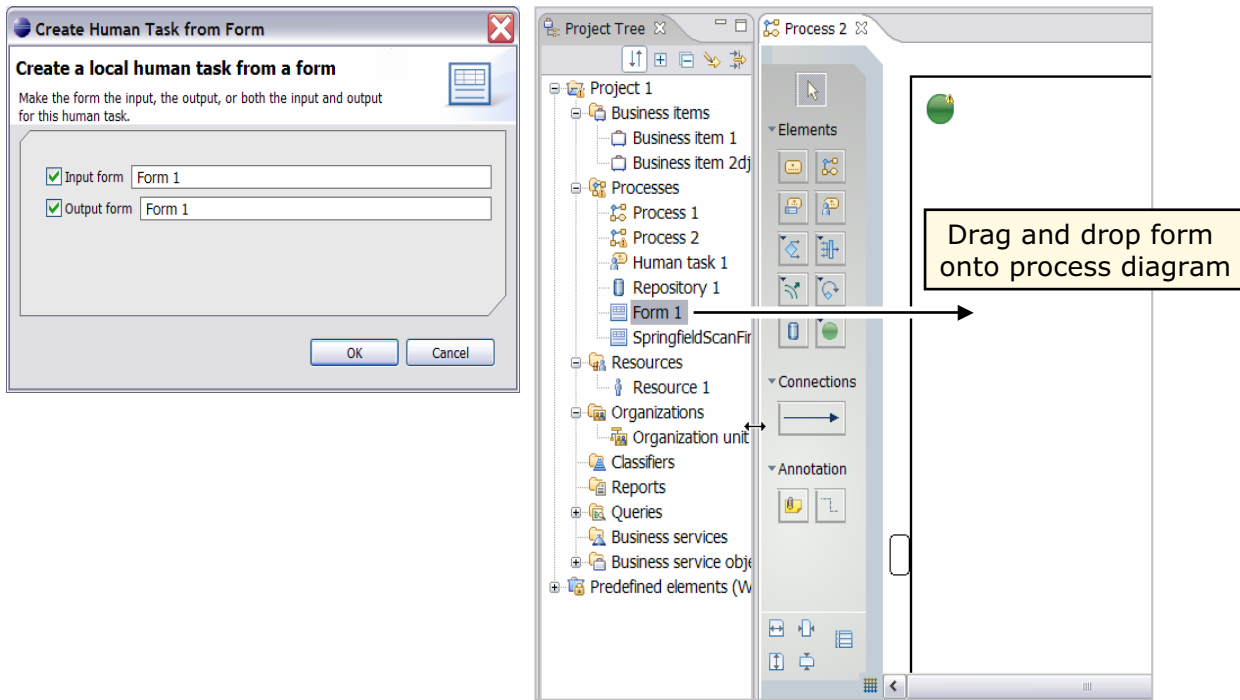 Create Human Task from Form
Create a local human task from a form
Make the form the input, the output, or both the input and output
for this human task.
Input form Form 1
Output form Form 1
OK Cancel
Project Tree
Project 1
Business items
Business item 1
Business item 2dj
Processes
Process 1
Process 2
Human task 1
Repository 1
Form 1
SpringfieldScanFir
Resources
Resource 1
Organizations
Organization unit
Classifiers
Reports
Queries
Business services
Business service obje
Predefined elements (W
Process 2
Elements
Connections
Annotation
Drag and drop form
onto process diagram